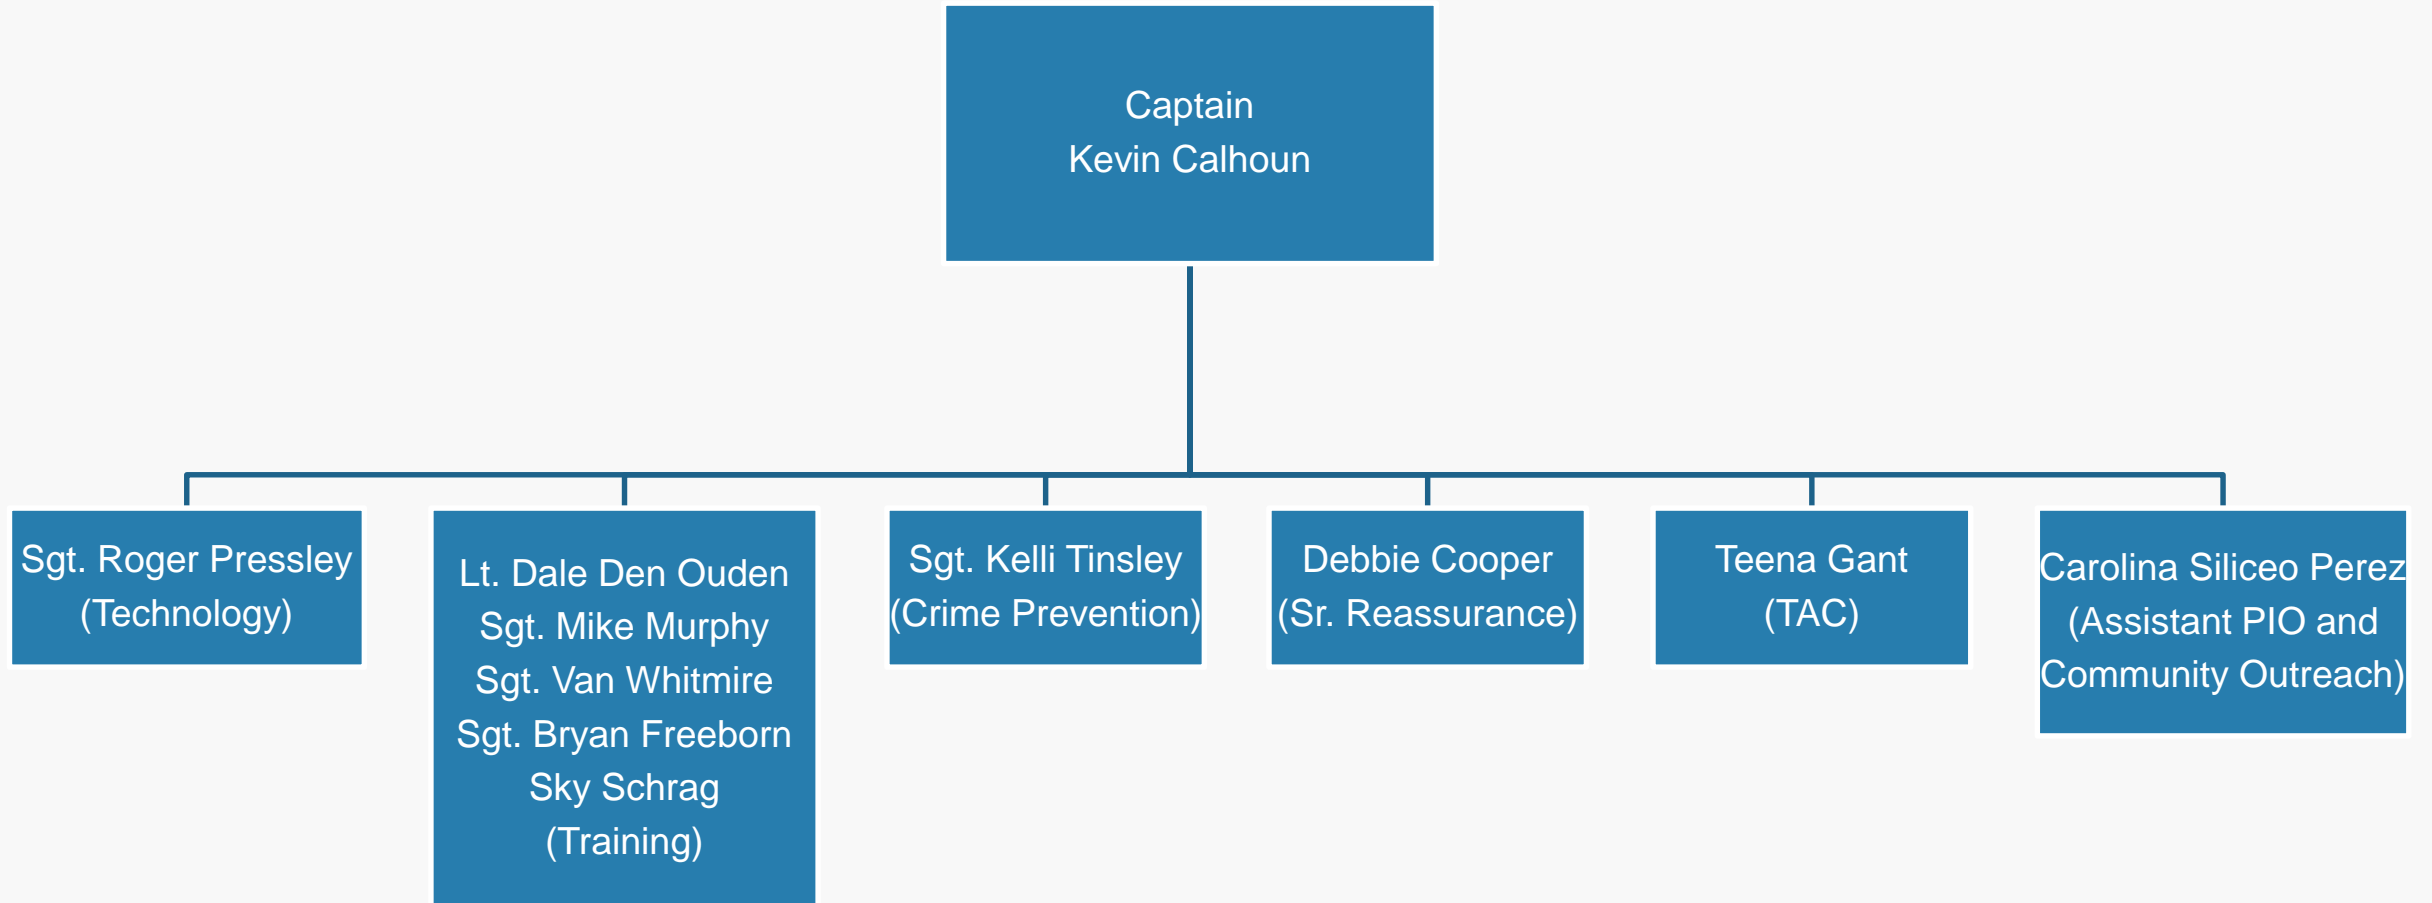 Captain
Kevin Calhoun
Sgt. Roger Pressley
(Technology)
Lt. Dale Den Ouden
Sgt. Mike Murphy
Sgt. Van Whitmire
Sgt. Bryan Freeborn
Sky Schrag
(Training)
Sgt. Kelli Tinsley
(Crime Prevention)
Debbie Cooper
(Sr. Reassurance)
Teena Gant
(TAC)
Carolina Siliceo Perez
(Assistant PIO and
Community Outreach)